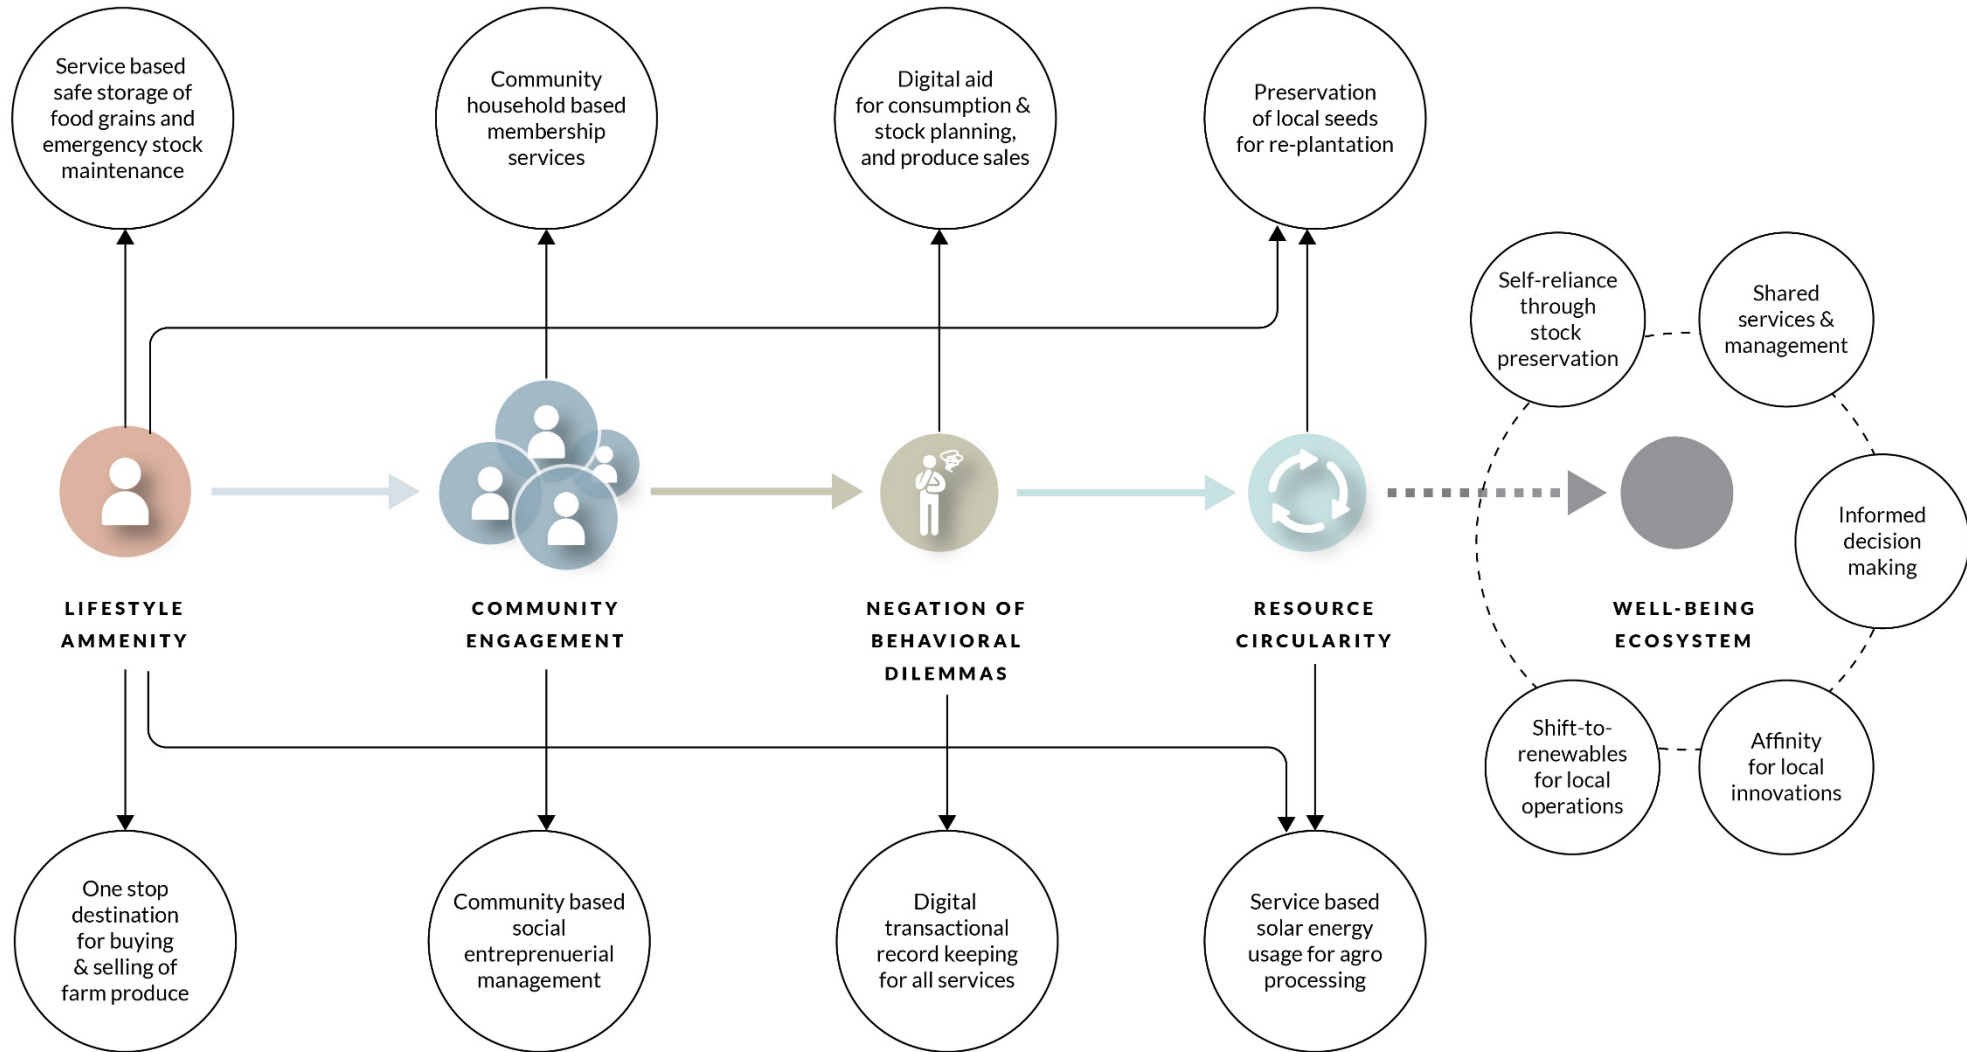 Service based
safe storage of
food grains and
emergency stock
maintenance
Community
household based
membership
services
Digital aid
for consumption &
stock planning,
and produce sales
Preservation
of local seeds
for re-plantation
Self-reliance
through
stock
preservation
Shared
services &
management
Informed
decision
making
Affinity
for local
innovations
Shift-to-
renewables
for local
operations
LIFESTYLE
AMMENITY
COMMUNITY
ENGAGEMENT
NEGATION OF
BEHAVIORAL
DILEMMAS
RESOURCE
CIRCULARITY
WELL-BEING
ECOSYSTEM
One stop
destination
for buying
& selling of
farm produce
Community based
social
entreprenuerial
management
Digital
transactional
record keeping
for all services
Service based
solar energy
usage for agro
processing